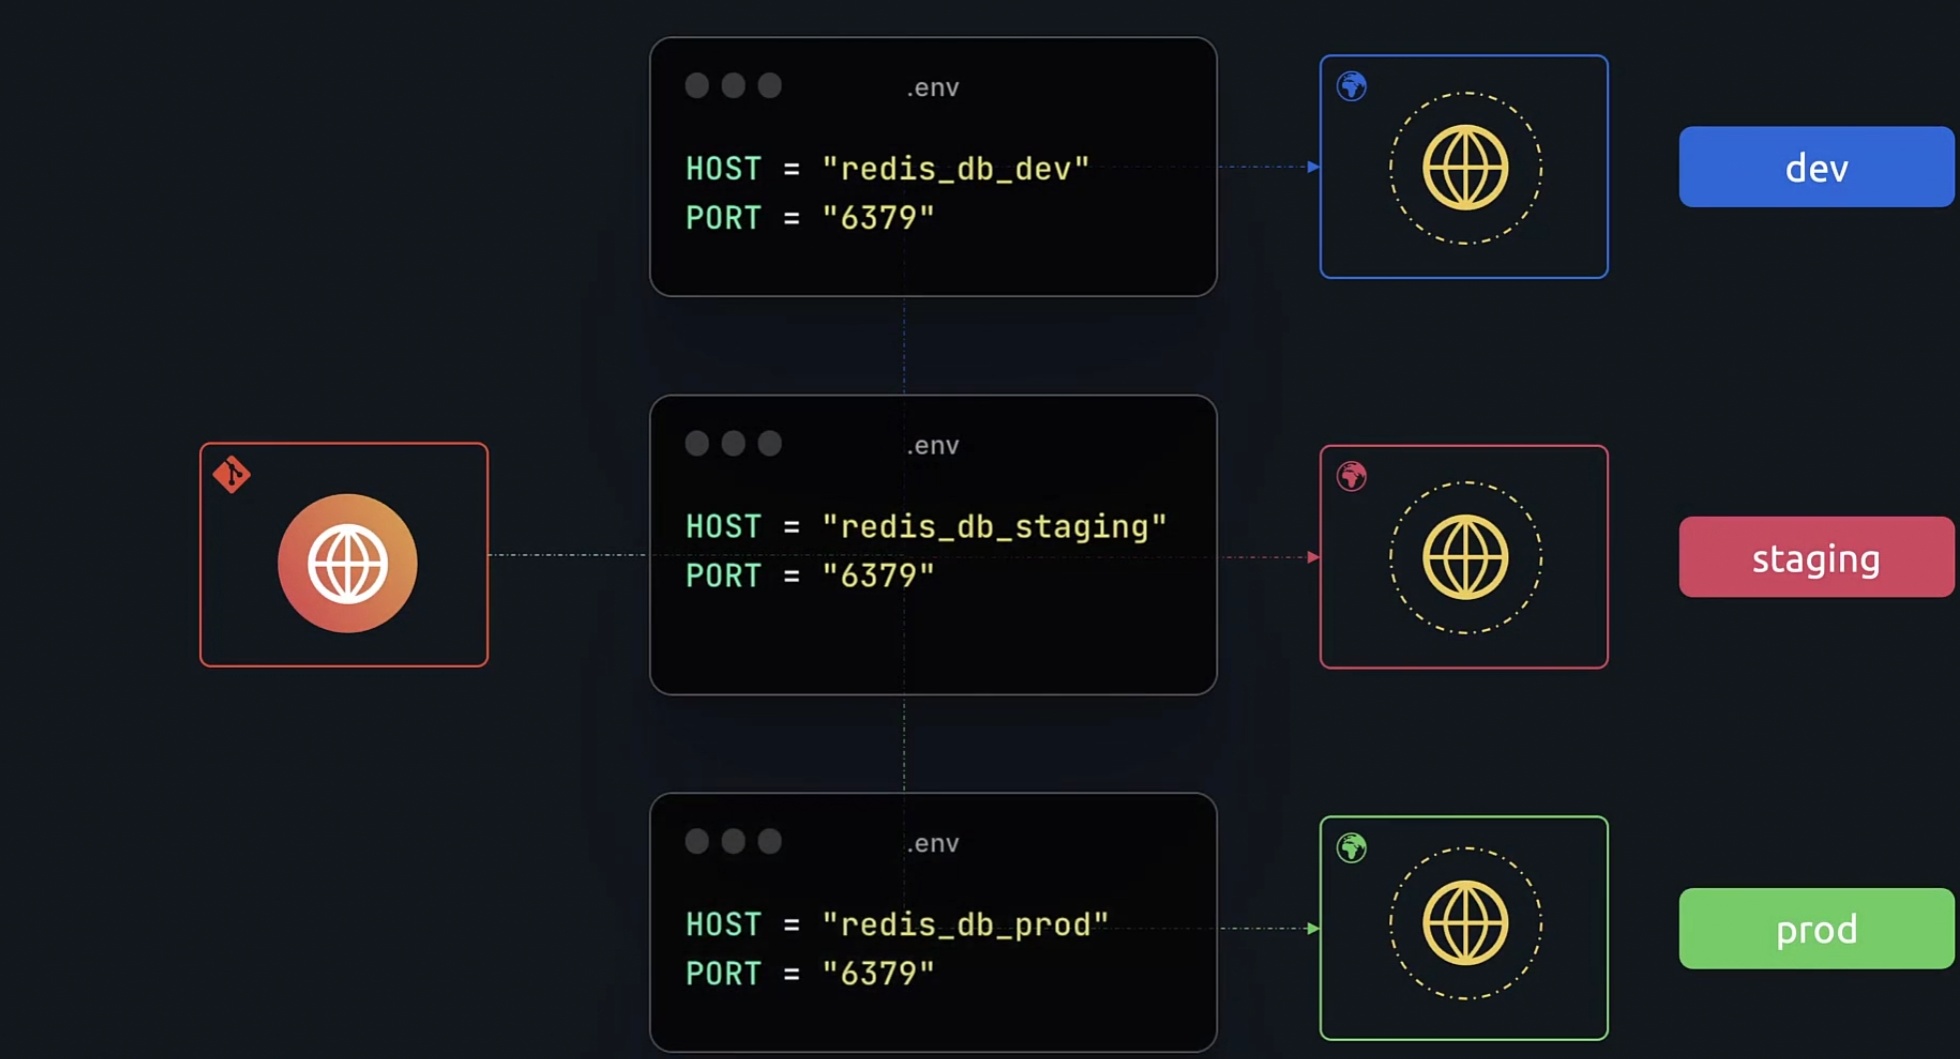 .env
HOST = "redis_db_dev"
PORT = "6379"
dev
.env
HOST = "redis_db_staging"
PORT = "6379"
staging
.env
HOST = "redis_db_prod"
PORT = "6379"
prod